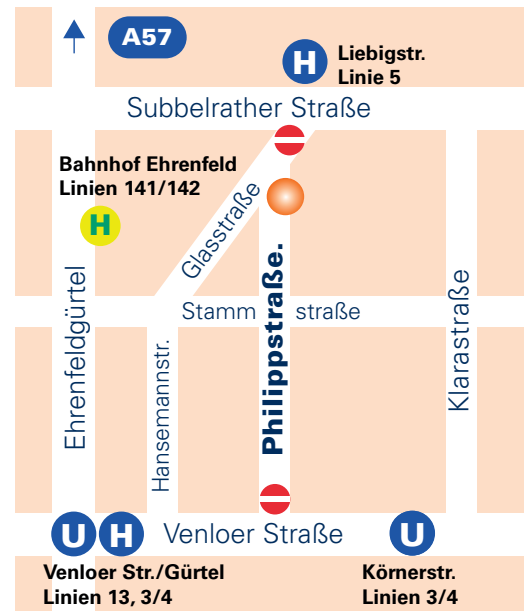 A57
H
Liebigstr.
Linie 5
Subbelrather Straße
Bahnhof Ehrenfeld
Linien 141/142
H
Glasstraße
Ehrenfeldgürtel
Stamm straße
Philippstraße.
Klarastraße
Hansemannstr.
U H
Venloer Straße
U
Venloer Str./Gürtel
Linien 13, 3/4
Körnerstr.
Linien 3/4